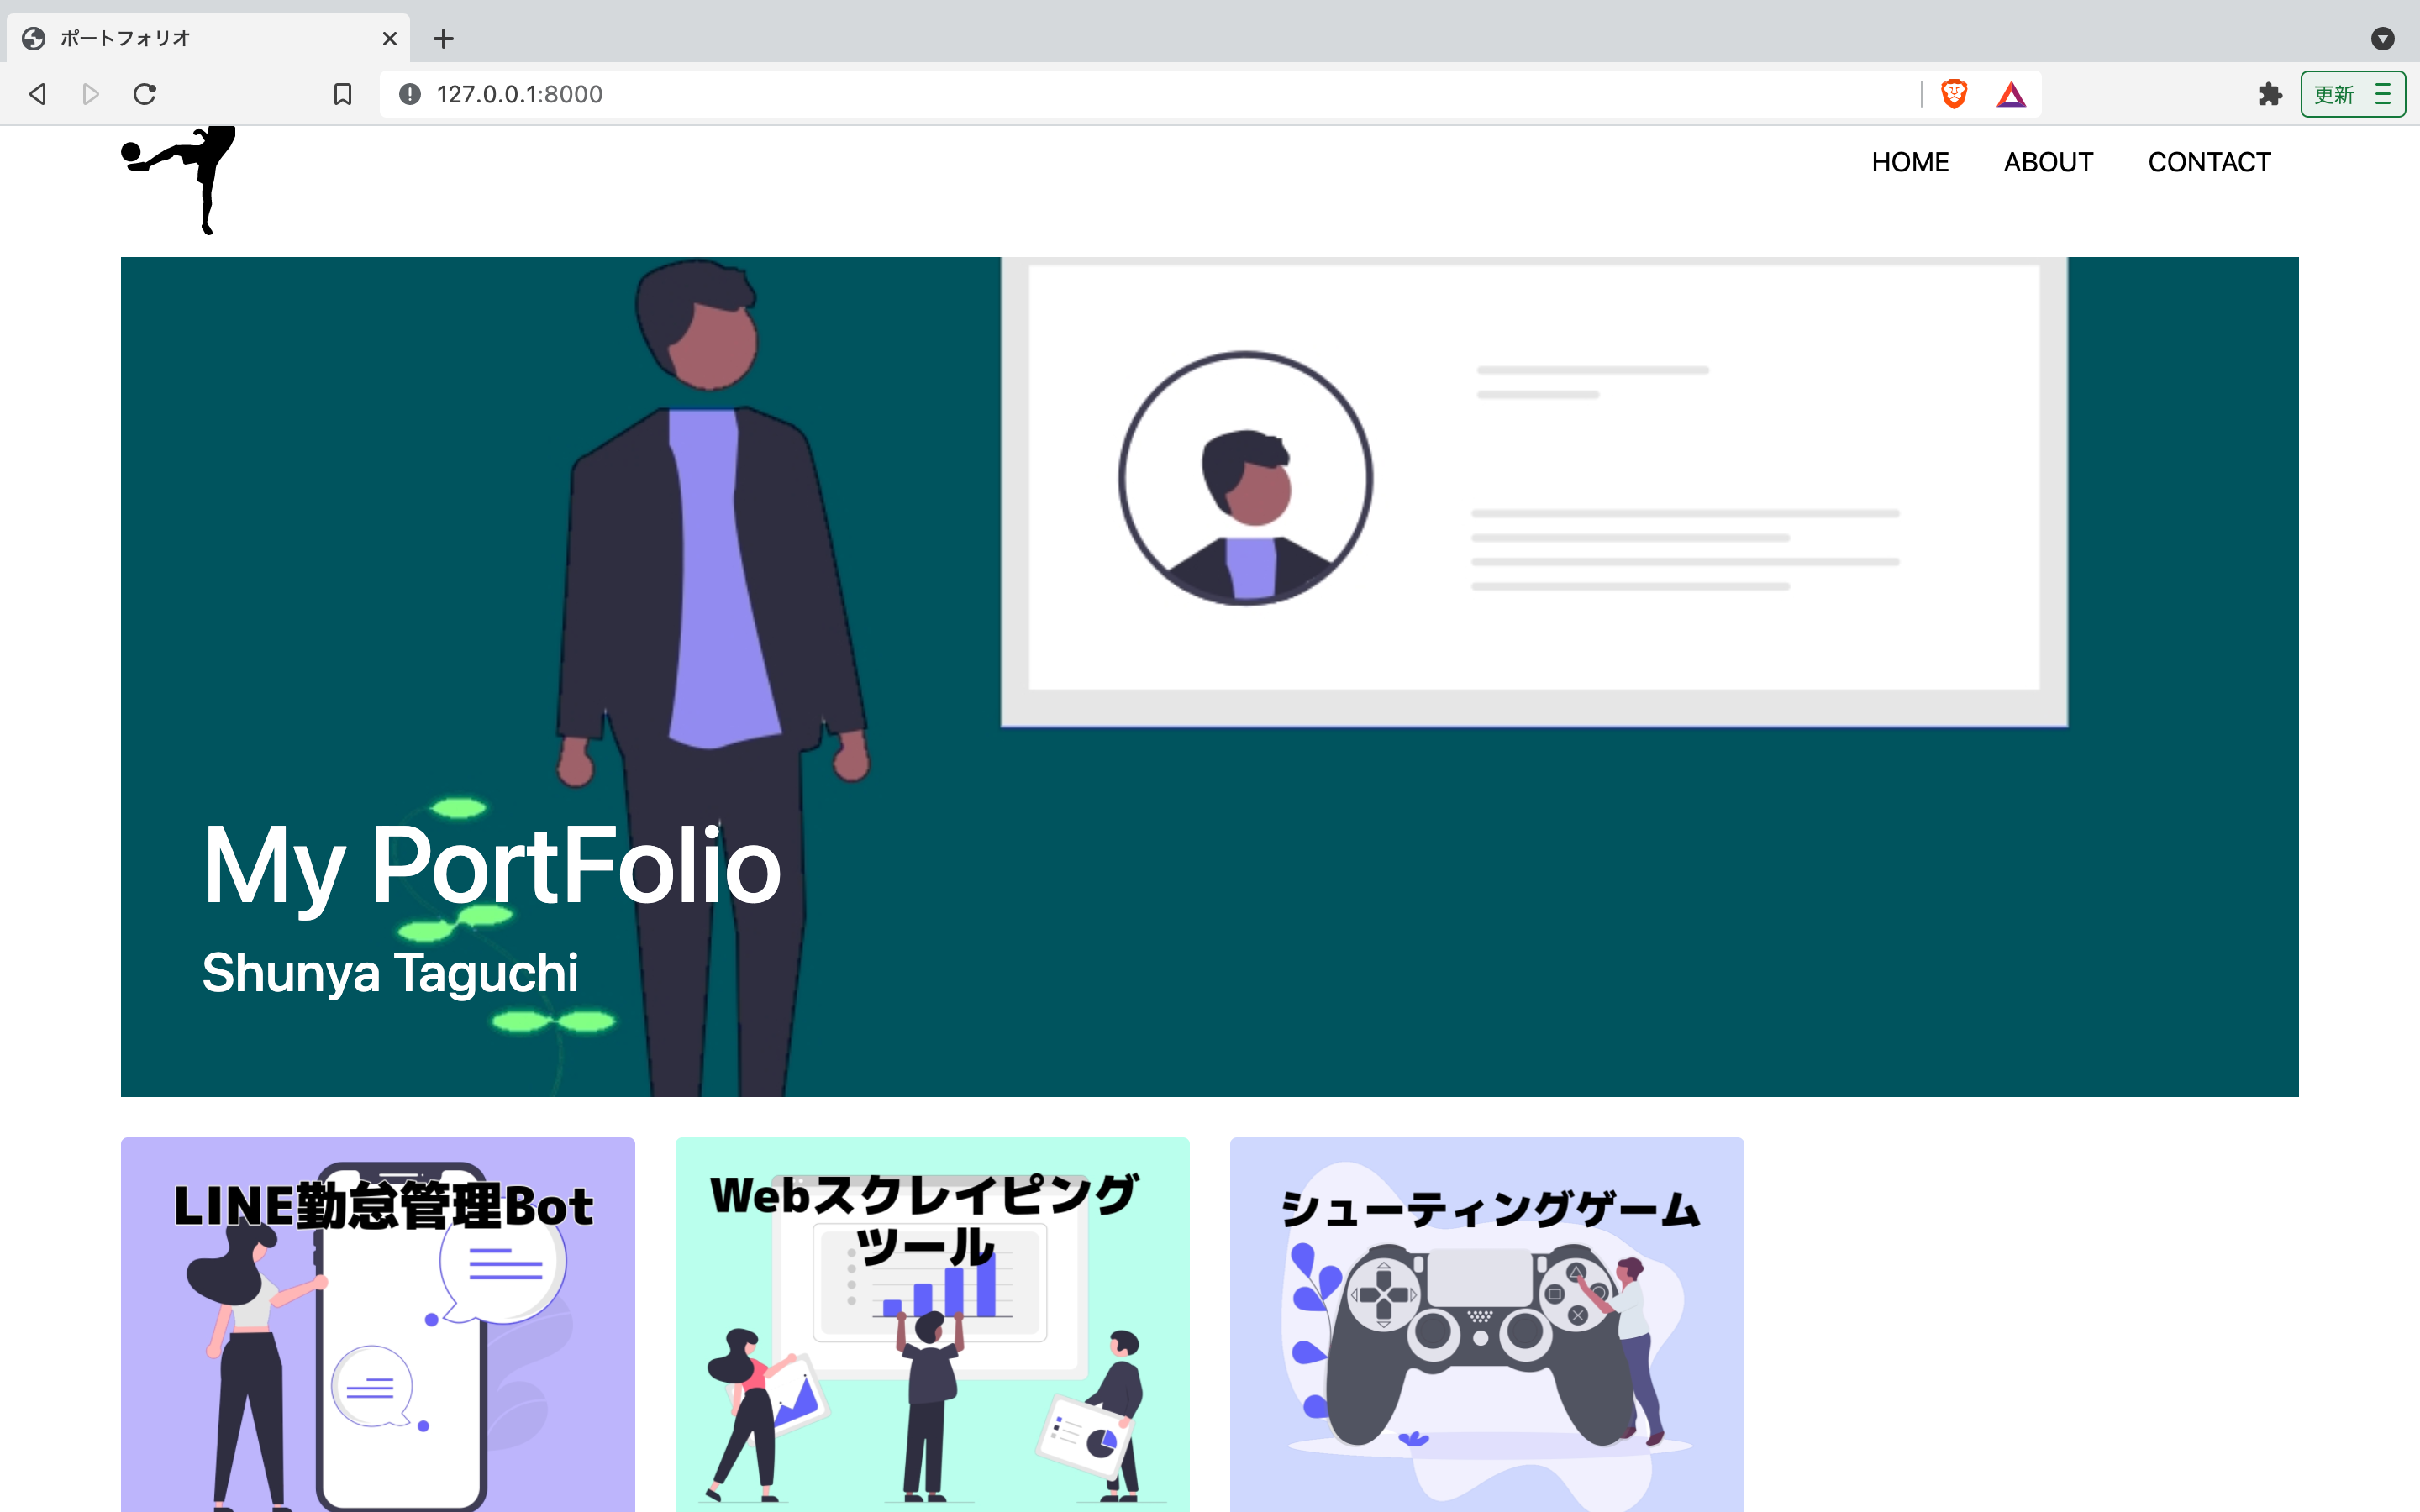 ポートフォリオ
127.0.0.1:8000
更新
HOME ABOUT CONTACT
My PortFolio
Shunya Taguchi
LINE勤怠管理Bot
Webスクレイピング
ツール
シューティングゲーム